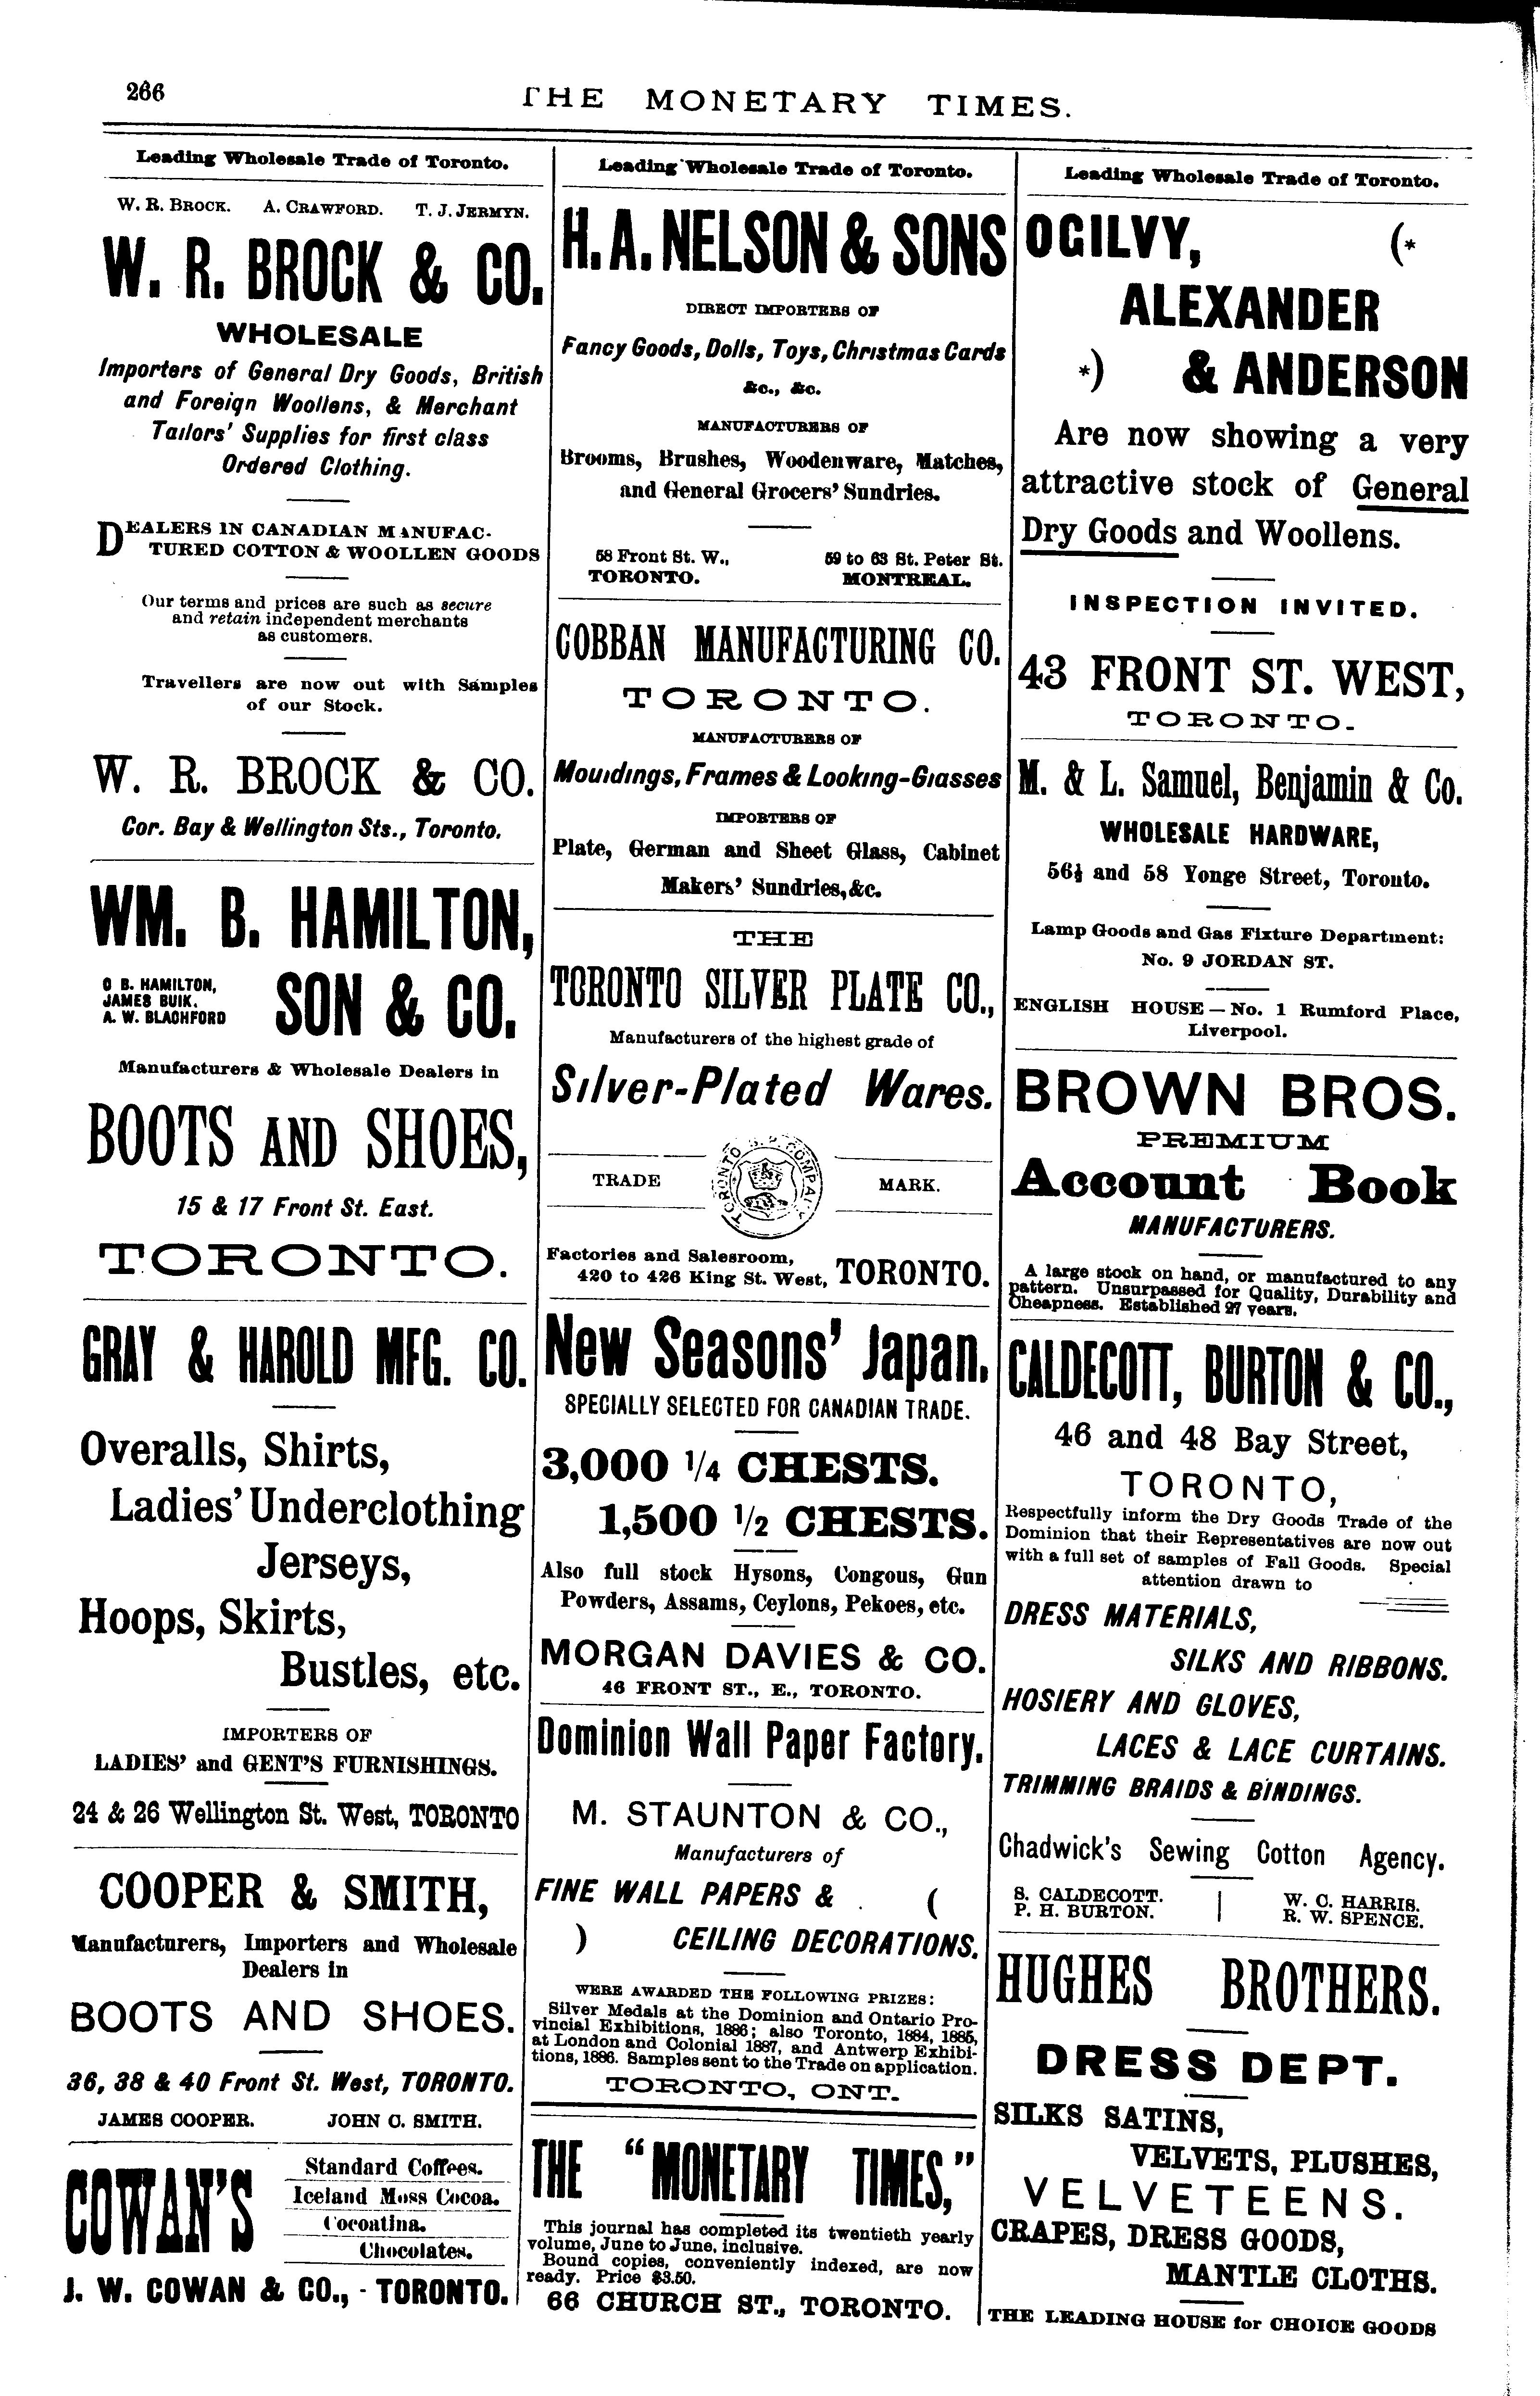 266
THE MONETARY TIMES.
Leading Wholesale Trade of Toronto.
W. R. BROCK. A. CRAWFORD. T. J. JERMYN.
W. R. BROCK & CO.
WHOLESALE
Importers of General Dry Goods, British
and Foreign Woollens, & Merchant
Tailors' Supplies for first class
Ordered Clothing.
DEALERS IN CANADIAN MANUFAC-
TURED COTTON & WOOLLEN GOODS
Our terms and prices are such as secure
and retain independent merchants
as customers.
Travellers are now out with Samples
of our Stock.
W. R. BROCK & CO.
Cor. Bay & Wellington Sts., Toronto.
WM. B. HAMILTON,
C B. HAMILTON,
JAMES BUIK.
A. W. BLACHFORD
SON & CO.
Manufacturers & Wholesale Dealers in
BOOTS AND SHOES,
15 & 17 Front St. East.
TORONTO.
GRAY & HAROLD MFG. CO.
Overalls, Shirts,
Ladies' Underclothing
Jerseys,
Hoops, Skirts,
Bustles, etc.
IMPORTERS OF
LADIES' and GENT'S FURNISHINGS.
24 & 26 Wellington St. West, TORONTO
COOPER & SMITH,
Manufacturers, Importers and Wholesale
Dealers in
BOOTS AND SHOES.
36, 38 & 40 Front St. West, TORONTO.
JAMES COOPER. JOHN C. SMITH.
COWAN'S
Standard Coffees.
Iceland Moss Cocoa.
Cocoatina.
Chocolates.
J. W. COWAN & CO., - TORONTO.
Leading Wholesale Trade of Toronto.
H. A. NELSON & SONS
DIRECT IMPORTERS OF
Fancy Goods, Dolls, Toys, Christmas Cards
&c., &c.
MANUFACTURERS OF
Brooms, Brushes, Woodenware, Matches,
and General Grocers' Sundries.
58 Front St. W., 59 to 63 St. Peter St.
TORONTO. MONTREAL.
COBBAN MANUFACTURING CO.
TORONTO.
MANUFACTURERS OF
Mouldings, Frames & Looking-Glasses
IMPORTERS OF
Plate, German and Sheet Glass, Cabinet
Makers' Sundries, &c.
THE
TORONTO SILVER PLATE CO.,
Manufacturers of the highest grade of
Silver-Plated Wares.
TRADE MARK.
TORONTO S. P. COMPANY
Factories and Salesroom,
420 to 426 King St. West, TORONTO.
New Seasons' Japan.
SPECIALLY SELECTED FOR CANADIAN TRADE.
3,000 1/4 CHESTS.
1,500 1/2 CHESTS.
Also full stock Hysons, Congous, Gun
Powders, Assams, Ceylons, Pekoes, etc.
MORGAN DAVIES & CO.
46 FRONT ST., E., TORONTO.
Dominion Wall Paper Factory.
M. STAUNTON & CO.,
Manufacturers of
FINE WALL PAPERS & (
) CEILING DECORATIONS.
WERE AWARDED THE FOLLOWING PRIZES:
Silver Medals at the Dominion and Ontario Pro-
vincial Exhibitions, 1886; also Toronto, 1884, 1885,
at London and Colonial 1887, and Antwerp Exhibi-
tions, 1886. Samples sent to the Trade on application.
TORONTO, ONT.
THE "MONETARY TIMES,"
This journal has completed its twentieth yearly
volume, June to June, inclusive.
Bound copies, conveniently indexed, are now
ready. Price $3.50.
66 CHURCH ST., TORONTO.
Leading Wholesale Trade of Toronto.
OGILVY, (*
ALEXANDER
*) & ANDERSON
Are now showing a very
attractive stock of General
Dry Goods and Woollens.
INSPECTION INVITED.
43 FRONT ST. WEST,
TORONTO.
M. & L. Samuel, Benjamin & Co.
WHOLESALE HARDWARE,
56½ and 58 Yonge Street, Toronto.
Lamp Goods and Gas Fixture Department:
No. 9 JORDAN ST.
ENGLISH HOUSE — No. 1 Rumford Place,
Liverpool.
BROWN BROS.
PREMIUM
Account Book
MANUFACTURERS.
A large stock on hand, or manufactured to any
pattern. Unsurpassed for Quality, Durability and
Cheapness. Established 27 years.
CALDECOTT, BURTON & CO.,
46 and 48 Bay Street,
TORONTO,
Respectfully inform the Dry Goods Trade of the
Dominion that their Representatives are now out
with a full set of samples of Fall Goods. Special
attention drawn to
DRESS MATERIALS,
SILKS AND RIBBONS.
HOSIERY AND GLOVES,
LACES & LACE CURTAINS.
TRIMMING BRAIDS & BINDINGS.
Chadwick's Sewing Cotton Agency.
S. CALDECOTT. | W. C. HARRIS.
P. H. BURTON. | R. W. SPENCE.
HUGHES BROTHERS.
DRESS DEPT.
SILKS SATINS,
VELVETS, PLUSHES,
VELVETEENS.
CRAPES, DRESS GOODS,
MANTLE CLOTHS.
THE LEADING HOUSE for CHOICE GOODS